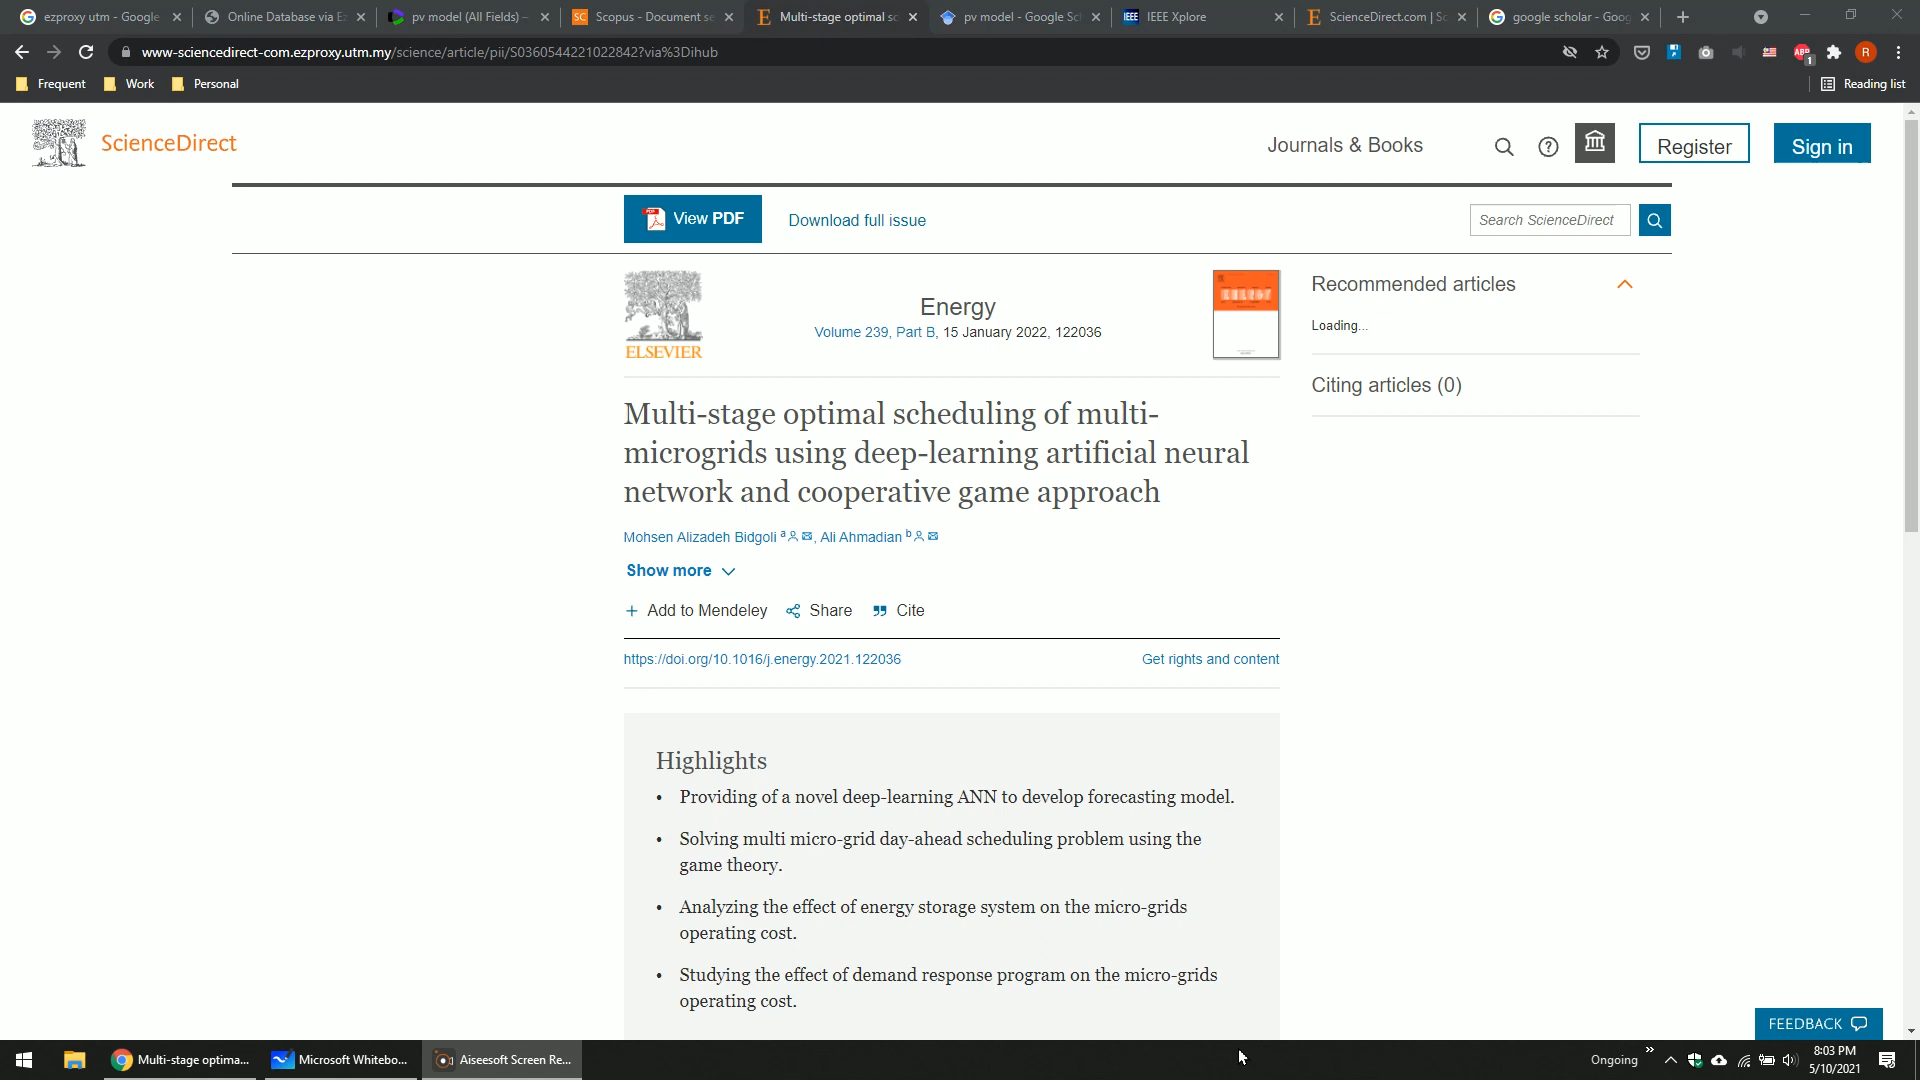 ezproxy utm - Google
Online Database via Ez
pv model (All Fields) –
Scopus - Document se
Multi-stage optimal sc
pv model - Google Sch
IEEE Xplore
ScienceDirect.com | Sc
google scholar - Goog
www-sciencedirect-com.ezproxy.utm.my/science/article/pii/S0360544221022842?via%3Dihub
ABP
1
R
Frequent
Work
Personal
Reading list
ScienceDirect
Journals & Books
Register
Sign in
View PDF
Download full issue
Search ScienceDirect
ELSEVIER
Energy
Volume 239, Part B, 15 January 2022, 122036
Recommended articles
Loading...
Citing articles (0)
Multi-stage optimal scheduling of multi-
microgrids using deep-learning artificial neural
network and cooperative game approach
Mohsen Alizadeh Bidgoli a, Ali Ahmadian b
Show more
+ Add to Mendeley
Share
Cite
https://doi.org/10.1016/j.energy.2021.122036
Get rights and content
Highlights
• Providing of a novel deep-learning ANN to develop forecasting model.
• Solving multi micro-grid day-ahead scheduling problem using the
game theory.
• Analyzing the effect of energy storage system on the micro-grids
operating cost.
• Studying the effect of demand response program on the micro-grids
operating cost.
FEEDBACK
Multi-stage optima...
Microsoft Whitebo...
Aiseesoft Screen Re...
Ongoing
8:03 PM
5/10/2021